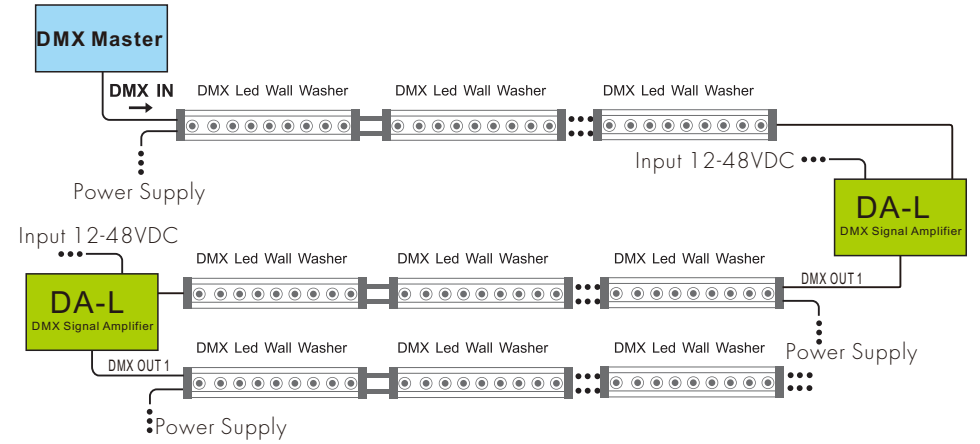 DMX Master
DMX IN
DMX Led Wall Washer
DMX Led Wall Washer
DMX Led Wall Washer
Power Supply
Input 12-48VDC
DA-L
DMX Signal Amplifier
Input 12-48VDC
DMX Led Wall Washer
DMX Led Wall Washer
DMX Led Wall Washer
DMX OUT 1
DA-L
DMX Signal Amplifier
Power Supply
DMX OUT 1
DMX Led Wall Washer
DMX Led Wall Washer
DMX Led Wall Washer
Power Supply